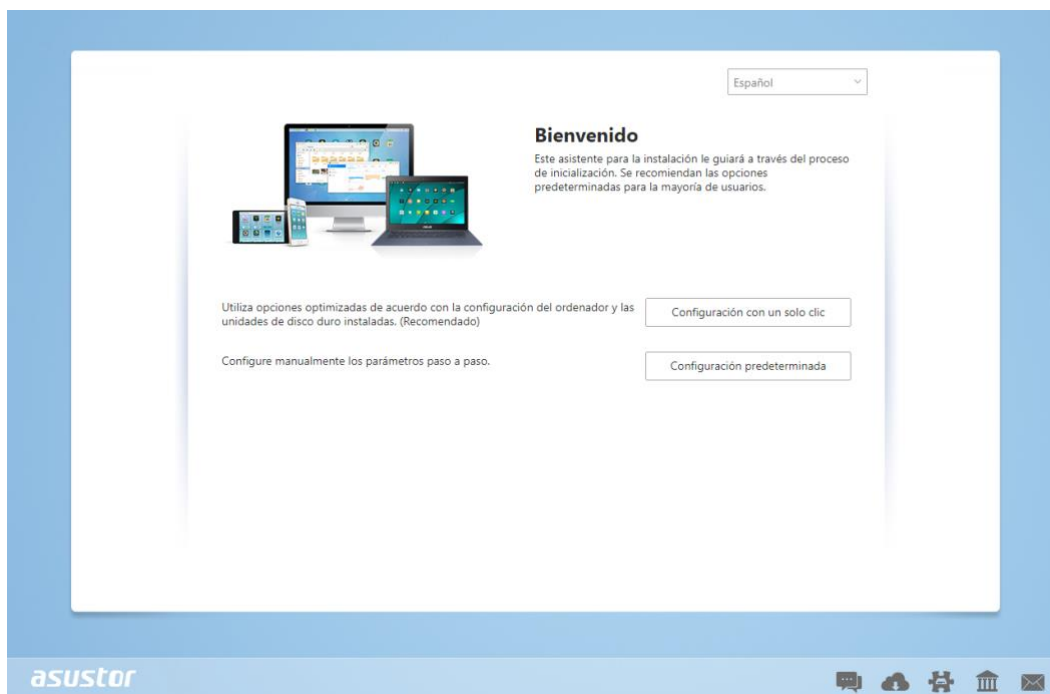 Español
Bienvenido
Este asistente para la instalación le guiará a través del proceso
de inicialización. Se recomiendan las opciones
predeterminadas para la mayoría de usuarios.
Utiliza opciones optimizadas de acuerdo con la configuración del ordenador y las
unidades de disco duro instaladas. (Recomendado)
Configuración con un solo clic
Configure manualmente los parámetros paso a paso.
Configuración predeterminada
asustor